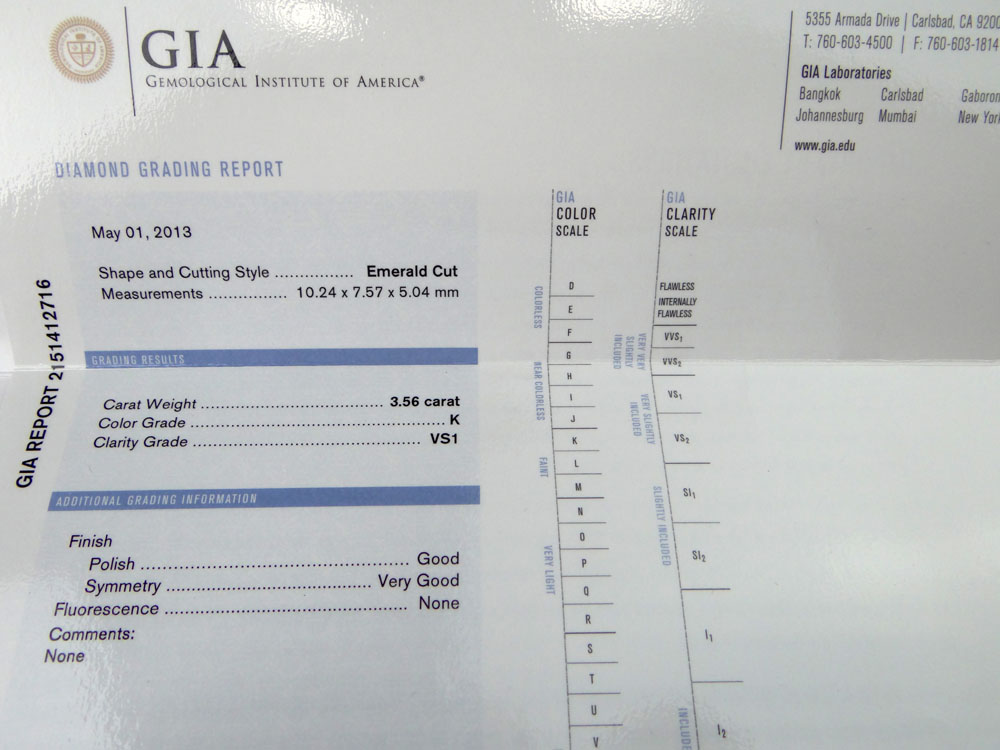 GIA
GEMOLOGICAL INSTITUTE OF AMERICA®
5355 Armada Drive | Carlsbad, CA 9200
T: 760-603-4500 | F: 760-603-1814
GIA Laboratories
Bangkok Carlsbad Gaboron
Johannesburg Mumbai New York
www.gia.edu
DIAMOND GRADING REPORT
May 01, 2013
Shape and Cutting Style ................ Emerald Cut
Measurements ................ 10.24 x 7.57 x 5.04 mm
GRADING RESULTS
Carat Weight ........................................ 3.56 carat
Color Grade ........................................................ K
Clarity Grade .................................................. VS1
ADDITIONAL GRADING INFORMATION
Finish
Polish .................................................. Good
Symmetry ........................................ Very Good
Fluorescence .......................................... None
Comments:
None
GIA REPORT 2151412716
GIA
COLOR
SCALE
COLORLESS
D
E
F
NEAR COLORLESS
G
H
I
J
FAINT
K
L
M
VERY LIGHT
N
O
P
Q
R
S
T
U
V
GIA
CLARITY
SCALE
FLAWLESS
INTERNALLY
FLAWLESS
VERY VERY
SLIGHTLY
INCLUDED
VVS₂
VVS₂
VERY SLIGHTLY
INCLUDED
VS₁
VS₂
SLIGHTLY INCLUDED
SI₁
SI₂
INCLUDE
I₁
I₂